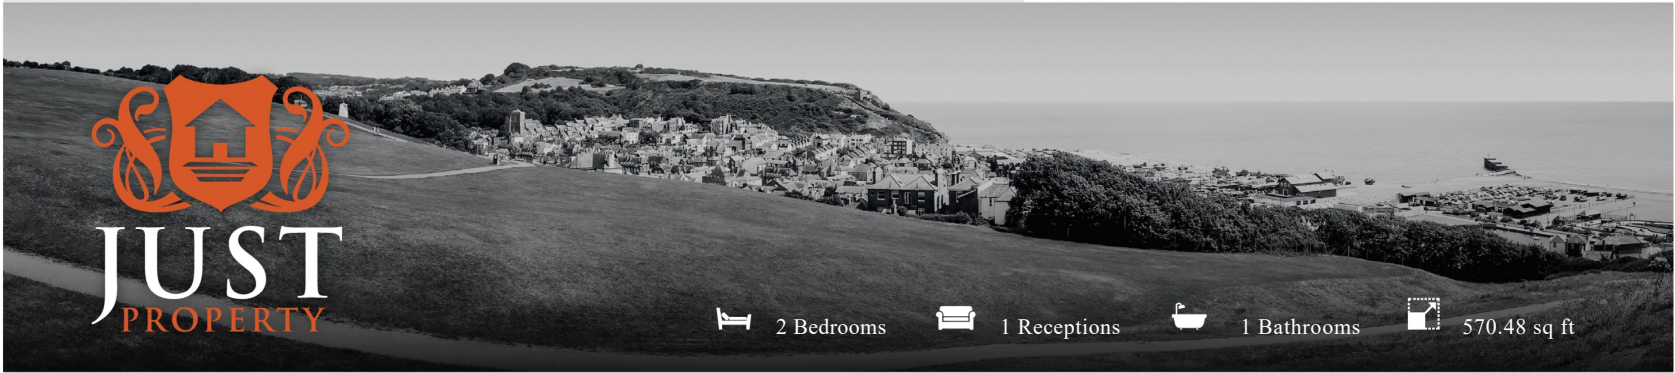 JUST
PROPERTY
2 Bedrooms 1 Receptions 1 Bathrooms 570.48 sq ft